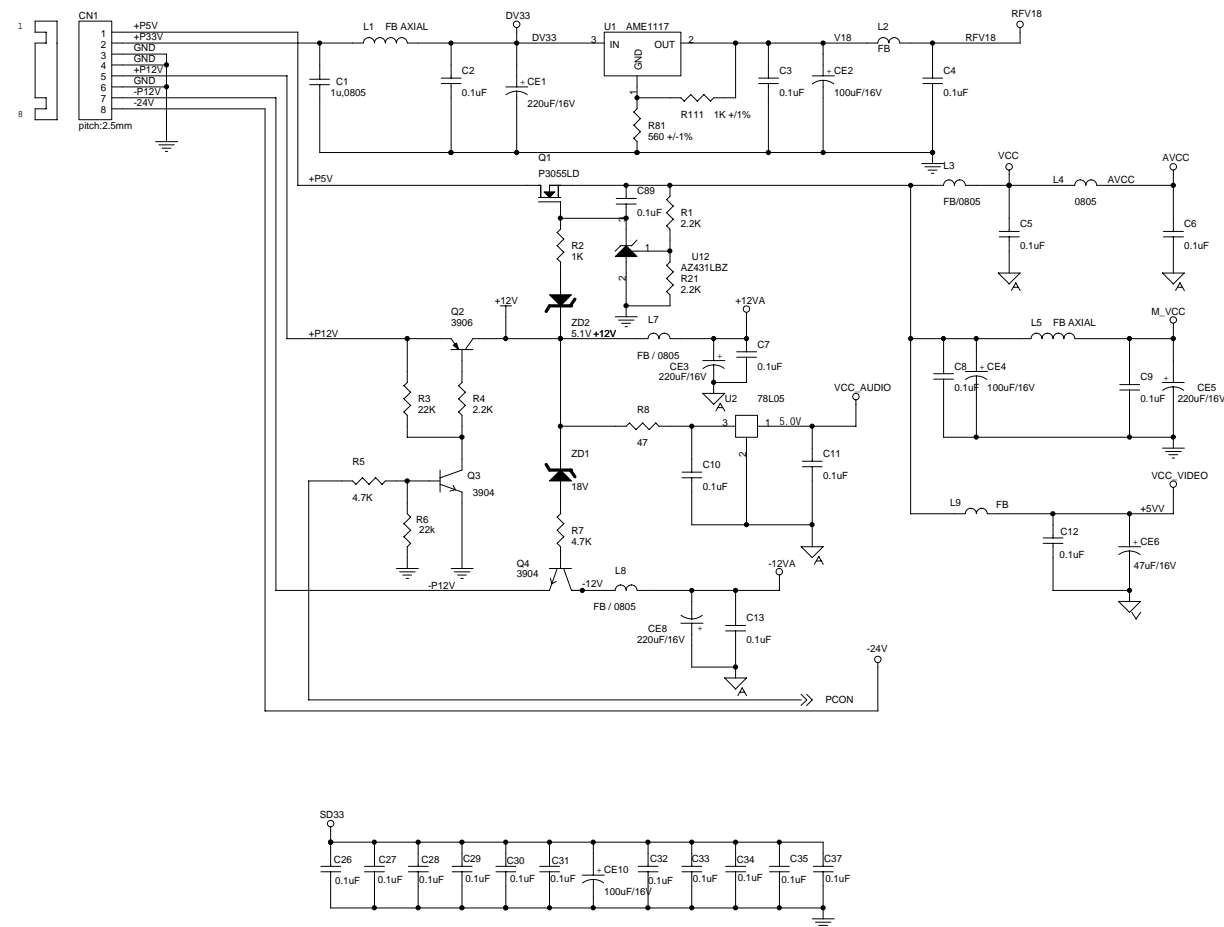 CN1
1
8
1
2
3
4
5
6
7
8
+P5V
+P33V
GND
GND
+P12V
GND
-P12V
-24V
pitch:2.5mm
L1 FB AXIAL
DV33
DV33
C1
1u,0805
C2
0.1uF
CE1
220uF/16V
+
U1 AME1117
3
IN
OUT
2
GND
1
R81
560 +/-1%
R111 1K +/1%
C3
0.1uF
+
CE2
100uF/16V
V18
L2
FB
RFV18
RFV18
C4
0.1uF
+P5V
Q1
P3055LD
C89
0.1uF
3
1
2
R1
2.2K
U12
AZ431LBZ
R21
2.2K
R2
1K
ZD2
5.1V
+12V
L3
FB/0805
VCC
L4
0805
AVCC
AVCC
C5
0.1uF
A
C6
0.1uF
A
+P12V
Q2
3906
+12V
R3
22K
R4
2.2K
L7
FB / 0805
+12VA
+
CE3
220uF/16V
C7
0.1uF
A
L5 FB AXIAL
M_VCC
C8
0.1uF
+
CE4
100uF/16V
C9
0.1uF
+
CE5
220uF/16V
R8
47
U2 78L05
3
1
2
5.0V
VCC_AUDIO
C10
0.1uF
C11
0.1uF
A
R5
4.7K
Q3
3904
R6
22k
ZD1
18V
R7
4.7K
Q4
3904
-P12V
-12V
L8
FB / 0805
-12VA
CE8
220uF/16V
+
C13
0.1uF
A
L9 FB
VCC_VIDEO
+5VV
C12
0.1uF
+
CE6
47uF/16V
V
-24V
PCON
SD33
C26
0.1uF
C27
0.1uF
C28
0.1uF
C29
0.1uF
C30
0.1uF
C31
0.1uF
+
CE10
100uF/16V
C32
0.1uF
C33
0.1uF
C34
0.1uF
C35
0.1uF
C37
0.1uF